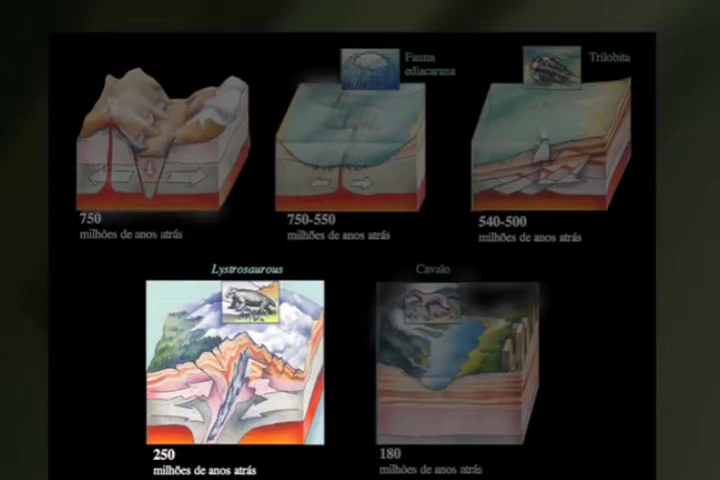 Fauna
ediacarana
Trilobita
750
milhões de anos atrás
750-550
milhões de anos atrás
540-500
milhões de anos atrás
Lystrosaurous
Cavalo
250
milhões de anos atrás
180
milhões de anos atrás